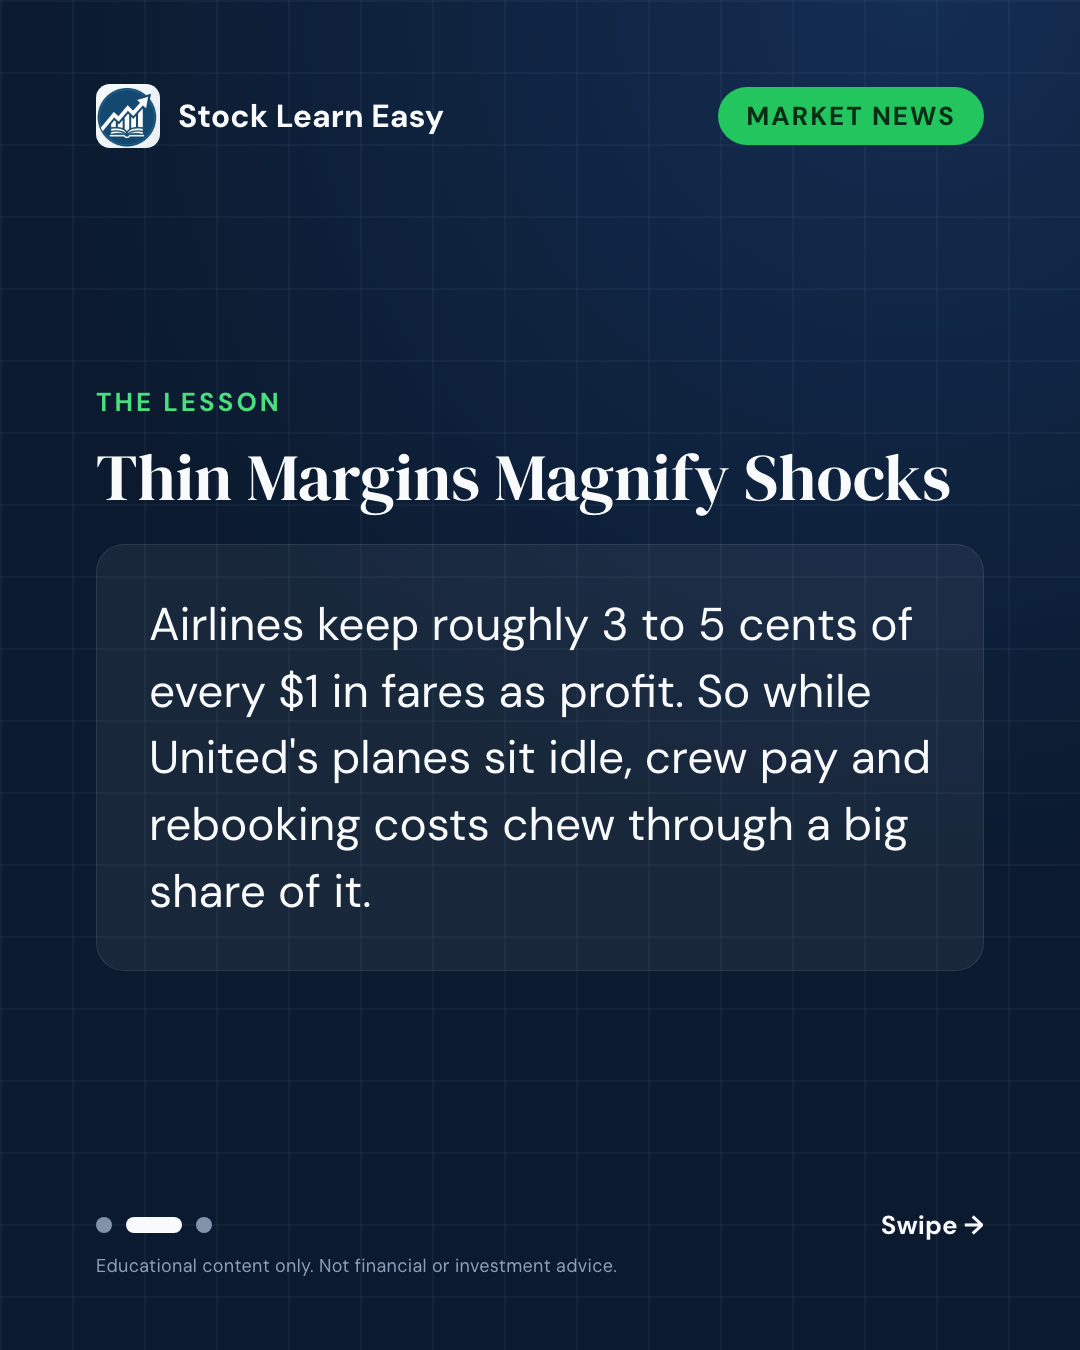 Stock Learn Easy
MARKET NEWS
THE LESSON
Thin Margins Magnify Shocks
Airlines keep roughly 3 to 5 cents of
every $1 in fares as profit. So while
United's planes sit idle, crew pay and
rebooking costs chew through a big
share of it.
Swipe →
Educational content only. Not financial or investment advice.